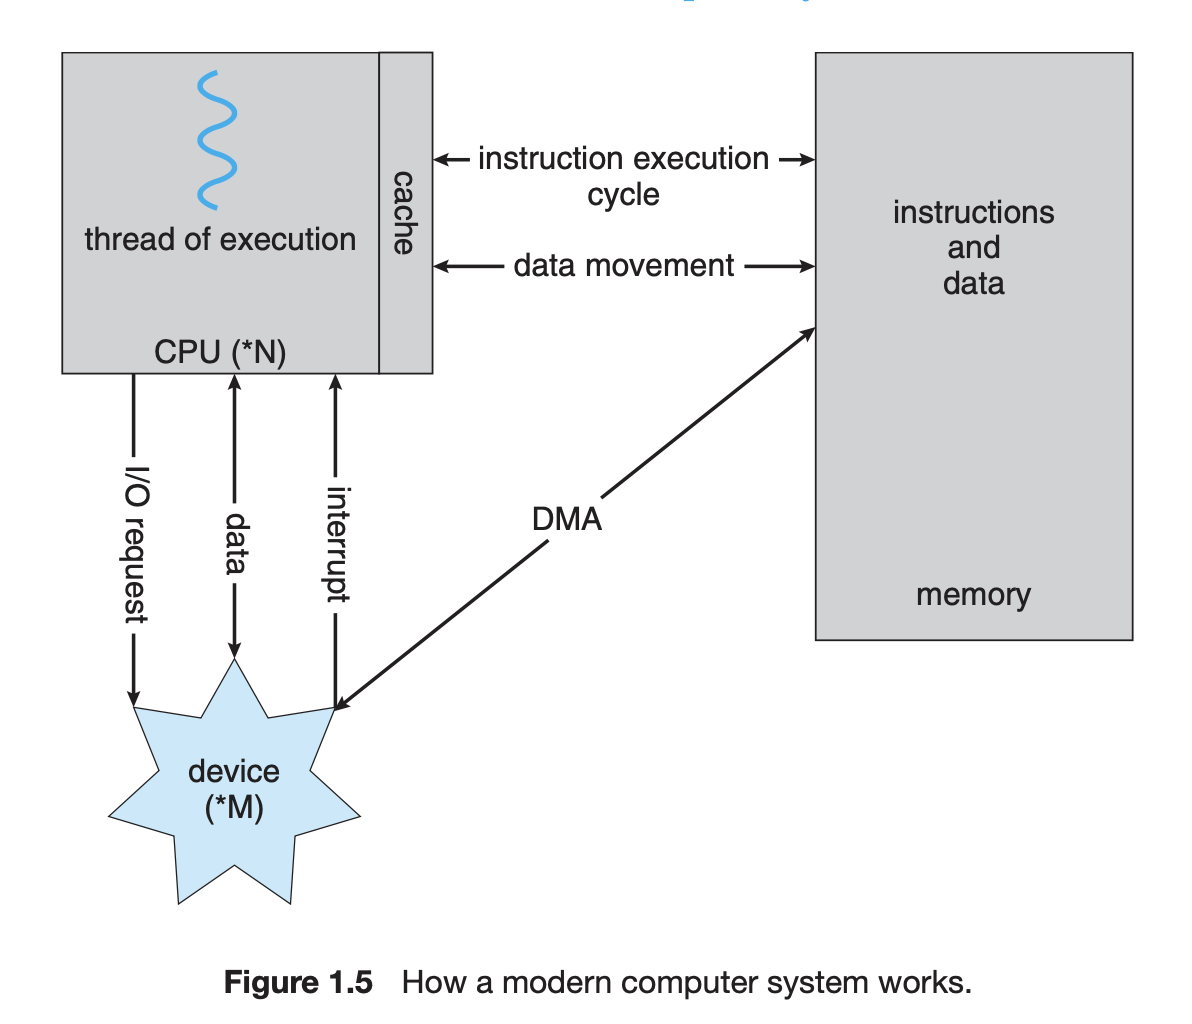 thread of execution
cache
CPU (*N)
instruction execution
cycle
data movement
instructions
and
data
memory
I/O request
data
interrupt
DMA
device
(*M)
Figure 1.5 How a modern computer system works.